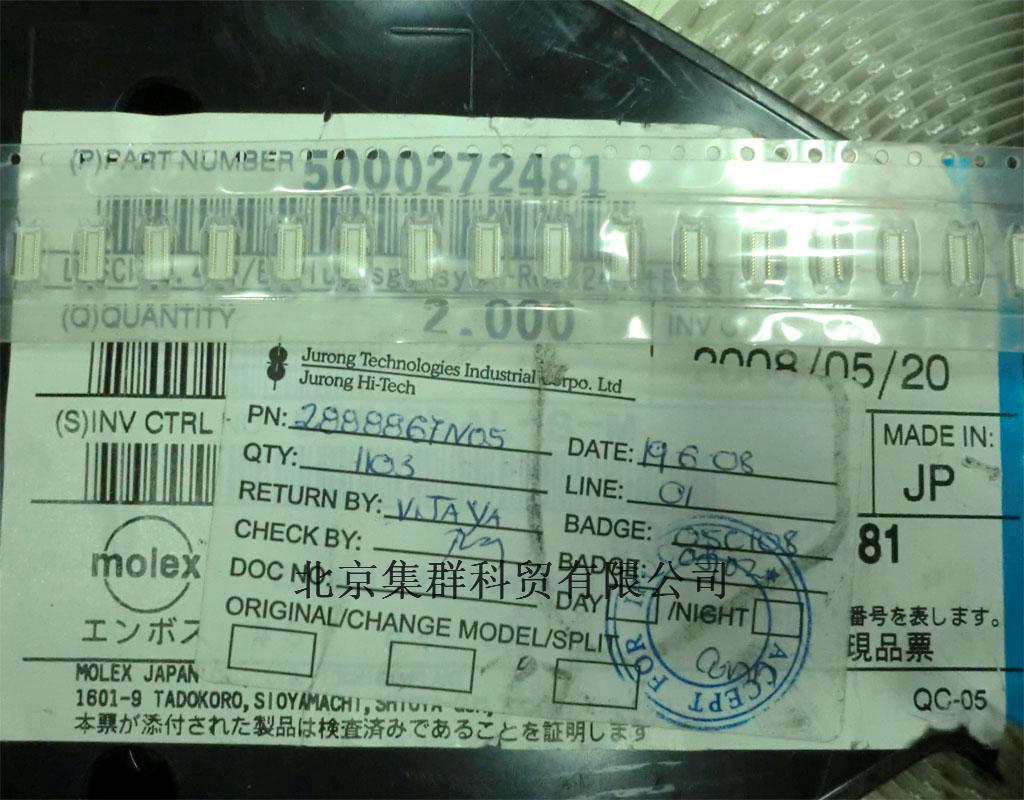 (P)PART NUMBER 5000272481
(Q)QUANTITY 2.000
INV
2008/05/20
Jurong Technologies Industrial Corpo. Ltd
Jurong Hi-Tech
PN: 2888867N05
QTY: 1103
DATE: 19 6 08
(S)INV CTRL
MADE IN:
JP
RETURN BY: VIJAYA
LINE: 01
CHECK BY:
BADGE:
81
molex
DOC NO:
BADGE:
北京集群科贸有限公司
DAY /NIGHT
ORIGINAL/CHANGE MODEL/SPLIT
ACCEPT FOR
エンボス
番号を表します。
現品票
MOLEX JAPAN
1601-9 TADOKORO,SIOYAMACHI,
QC-05
本票が添付された製品は検査済みであることを証明します